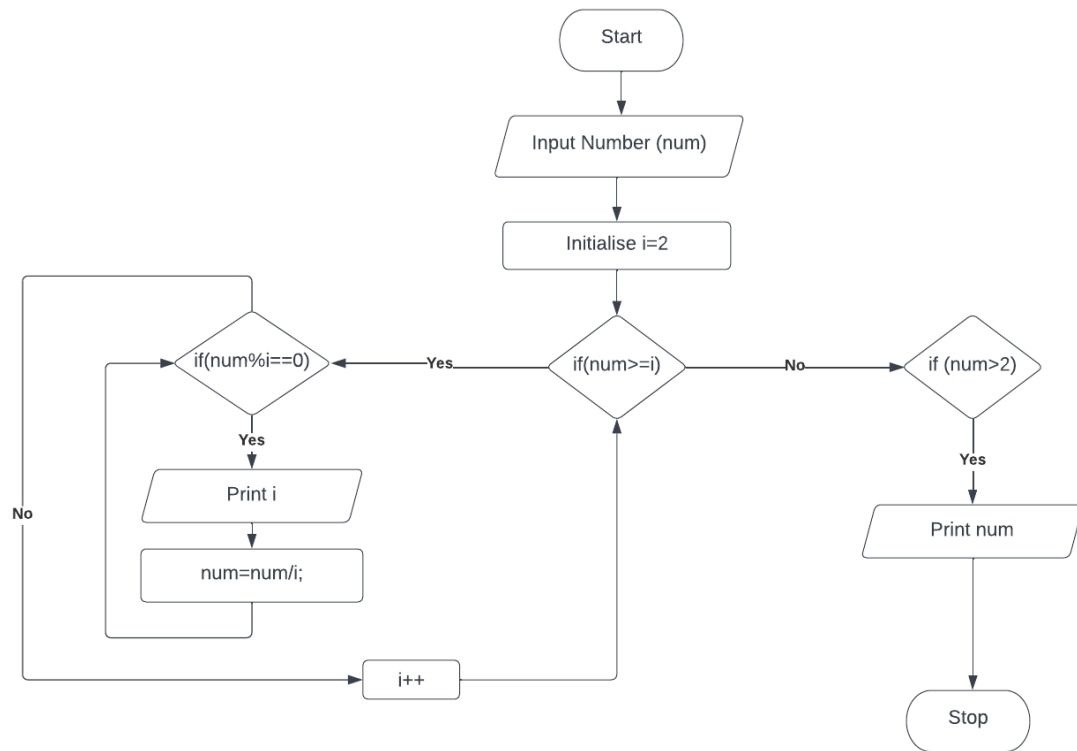 Start
Input Number (num)
Initialise i=2
if(num%i==0)
Yes
if(num>=i)
No
if (num>2)
Yes
Print i
No
num=num/i;
i++
Yes
Print num
Stop